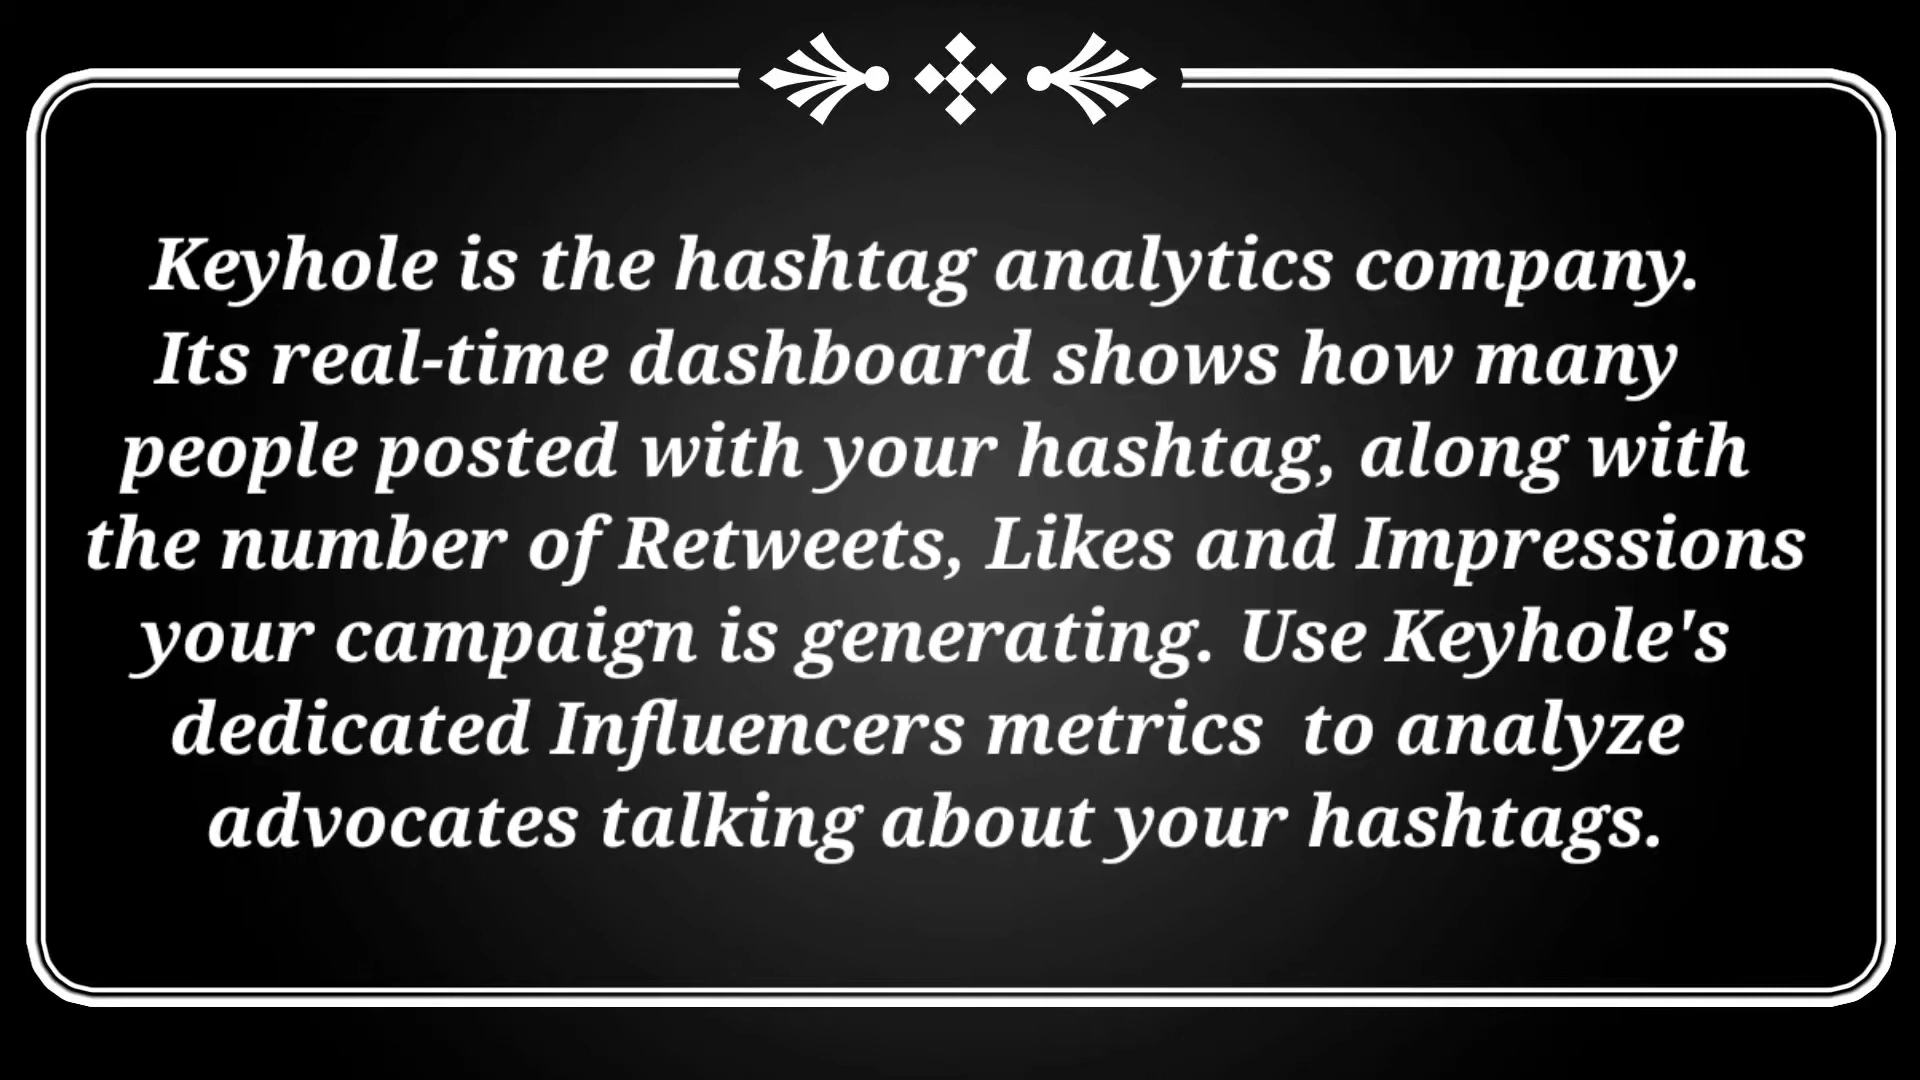 Keyhole is the hashtag analytics company.
Its real-time dashboard shows how many
people posted with your hashtag, along with
the number of Retweets, Likes and Impressions
your campaign is generating. Use Keyhole's
dedicated Influencers metrics  to analyze
advocates talking about your hashtags.